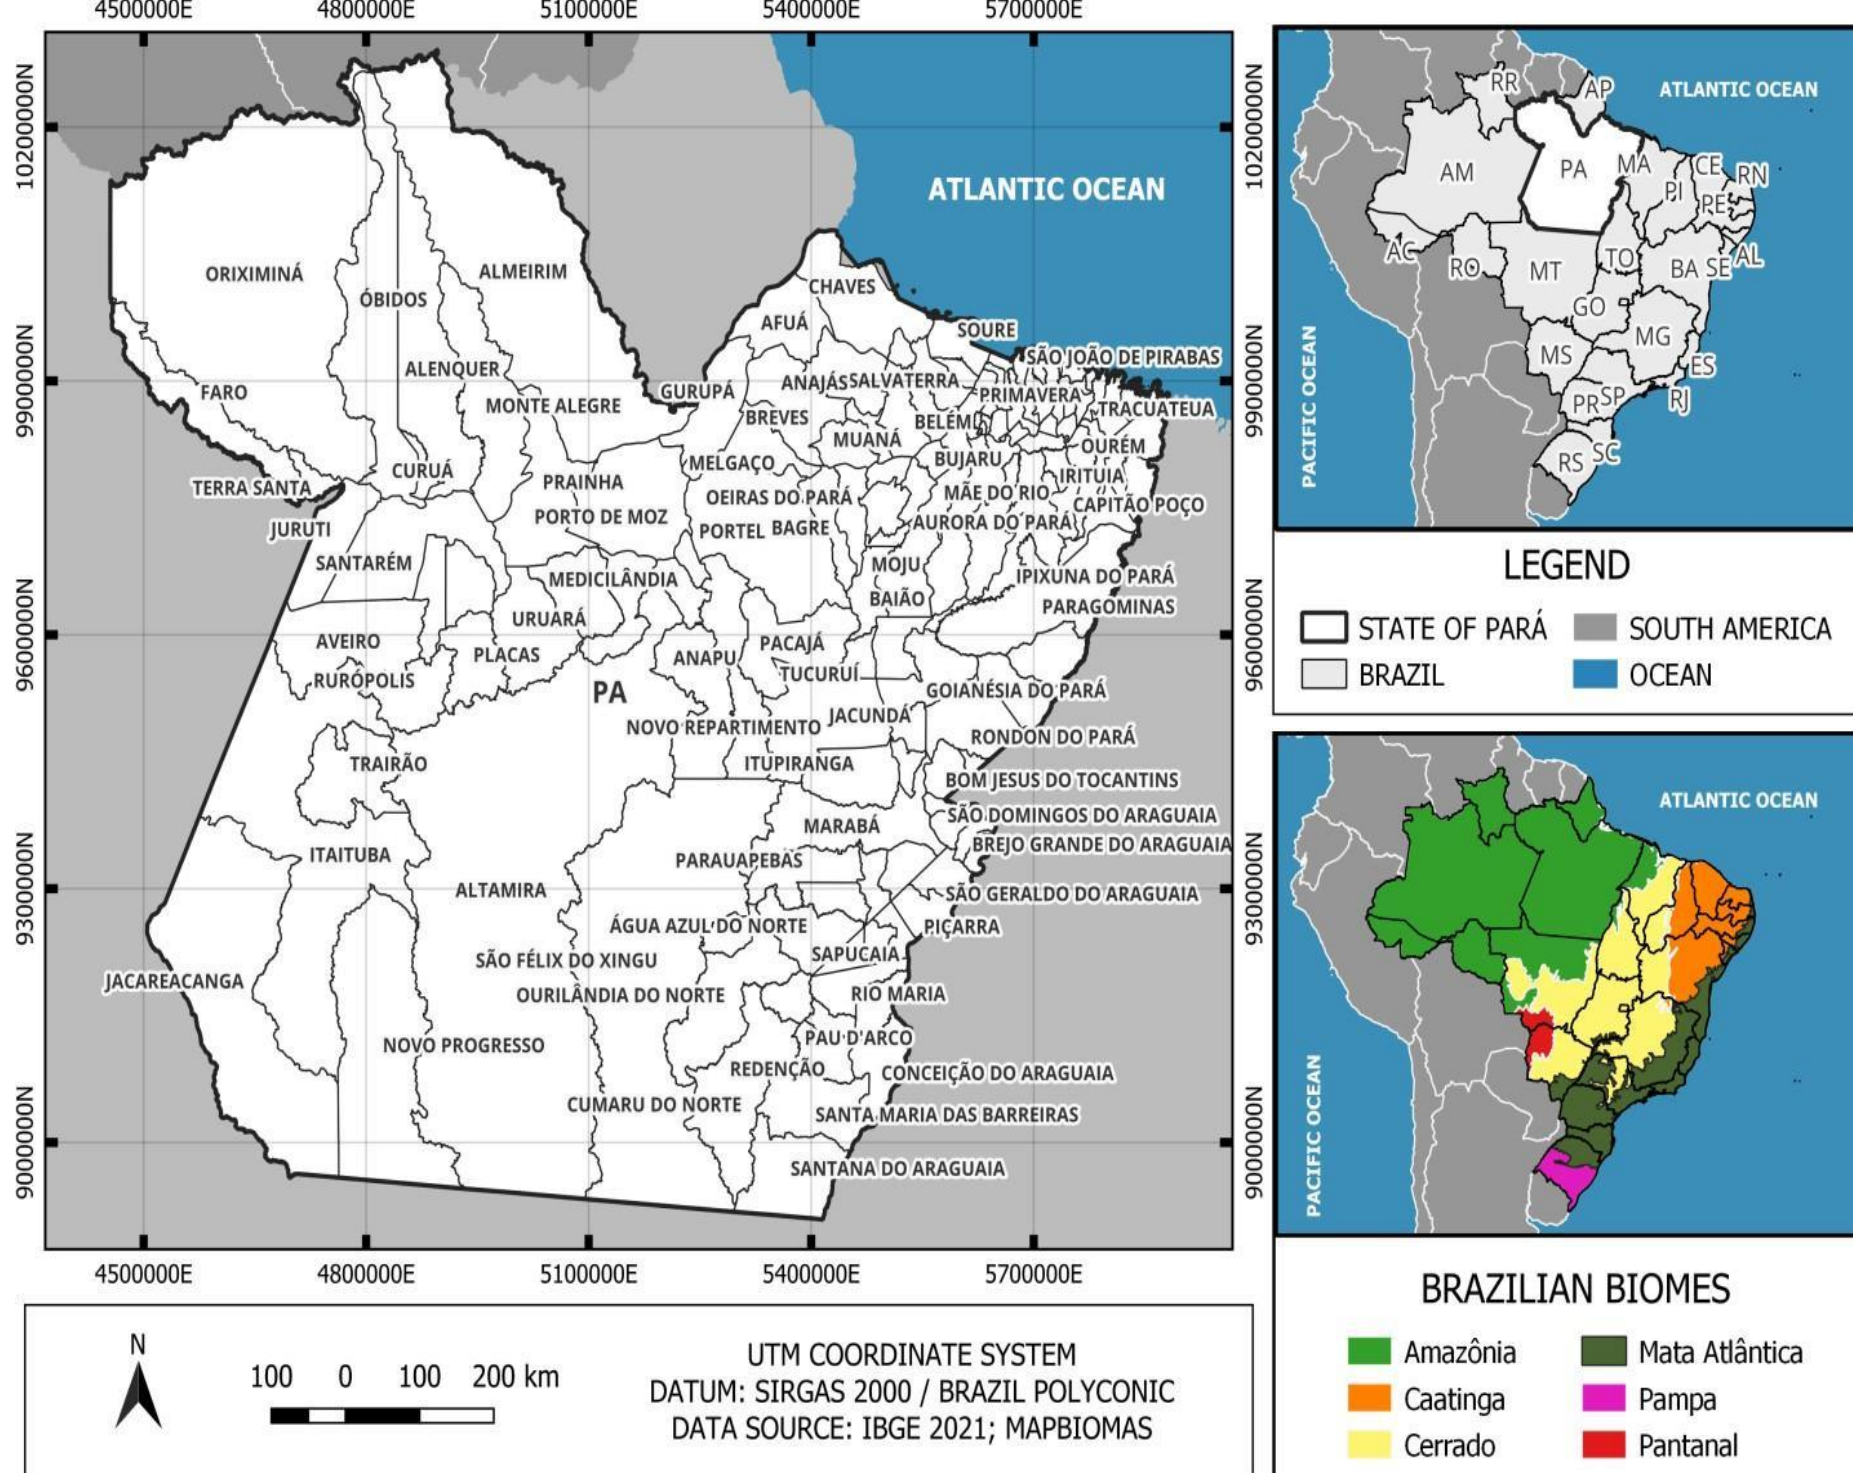 4500000E 4800000E 5100000E 5400000E 5700000E
10200000N
9900000N
9600000N
9300000N
9000000N
10200000N
9900000N
9600000N
9300000N
9000000N
ATLANTIC OCEAN
ORIXIMINÁ
ÓBIDOS
ALMEIRIM
CHAVES
AFUÁ
SOURE
SÃO JOÃO DE PIRABAS
ALENQUER
FARO
MONTE ALEGRE
GURUPÁ
ANAJÁS
SALVATERRA
PRIMAVERA
TRACUATEUA
BREVES
BELÉM
MUANÁ
OURÉM
CURUÁ
MELGAÇO
BUJARU
IRITUIA
TERRA SANTA
PRAINHA
OEIRAS DO PARÁ
MÃE DO RIO
CAPITÃO POÇO
JURUTI
PORTO DE MOZ
PORTEL
BAGRE
AURORA DO PARÁ
SANTARÉM
MEDICILÂNDIA
MOJU
IPIXUNA DO PARÁ
BAIÃO
PARAGOMINAS
URUARÁ
AVEIRO
PLACAS
ANAPU
PACAJÁ
TUCURUÍ
RURÓPOLIS
PA
GOIANÉSIA DO PARÁ
NOVO REPARTIMENTO
JACUNDÁ
RONDON DO PARÁ
TRAIRÃO
ITUPIRANGA
BOM JESUS DO TOCANTINS
SÃO DOMINGOS DO ARAGUAIA
MARABÁ
BREJO GRANDE DO ARAGUAIA
ITAITUBA
PARAUAPEBAS
ALTAMIRA
SÃO GERALDO DO ARAGUAIA
ÁGUA AZUL DO NORTE
PIÇARRA
SÃO FÉLIX DO XINGU
SAPUCAIA
JACAREACANGA
OURILÂNDIA DO NORTE
RIO MARIA
NOVO PROGRESSO
PAU D'ARCO
REDENÇÃO
CONCEIÇÃO DO ARAGUAIA
CUMARU DO NORTE
SANTA MARIA DAS BARREIRAS
SANTANA DO ARAGUAIA
4500000E 4800000E 5100000E 5400000E 5700000E
N
100 0 100 200 km
UTM COORDINATE SYSTEM
DATUM: SIRGAS 2000 / BRAZIL POLYCONIC
DATA SOURCE: IBGE 2021; MAPBIOMAS
ATLANTIC OCEAN
PACIFIC OCEAN
RR
AP
AM
PA
MA
CE
RN
PI
PE
AC
RO
MT
TO
BA
SE
AL
GO
MG
MS
ES
SP
RJ
PR
SC
RS
LEGEND
STATE OF PARÁ
SOUTH AMERICA
BRAZIL
OCEAN
ATLANTIC OCEAN
PACIFIC OCEAN
BRAZILIAN BIOMES
Amazônia
Mata Atlântica
Caatinga
Pampa
Cerrado
Pantanal